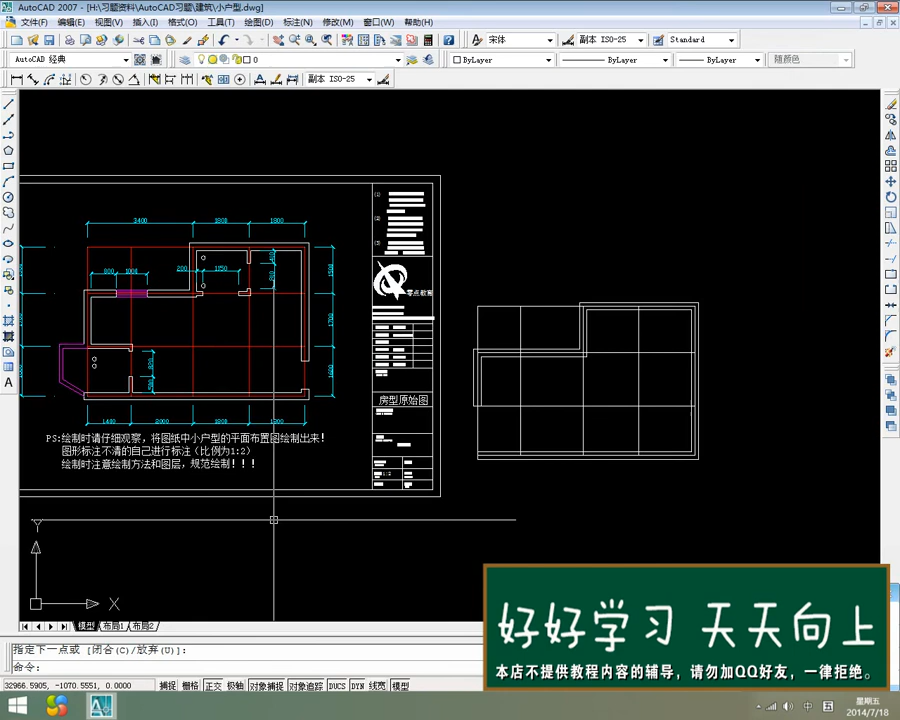 AutoCAD 2007 - [H:\习题资料\AutoCAD习题\建筑\小户型.dwg]
文件(F) 编辑(E) 视图(V) 插入(I) 格式(O) 工具(T) 绘图(D) 标注(N) 修改(M) 窗口(W) 帮助(H)
宋体 副本 ISO-25 Standard
AutoCAD 经典 0 ByLayer ByLayer ByLayer 随颜色
副本 ISO-25
3400 1800 1800
800 1000 200 1150
1500
1700
1600
1400 2000 1800 1800
房型原始图
零点教育
PS:绘制时请仔细观察，将图纸中小户型的平面布置图绘制出来！
图形标注不清的自己进行标注（比例为1:2）
绘制时注意绘制方法和图层，规范绘制！！！
Y
X
模型 布局1 布局2
指定下一点或 [闭合(C)/放弃(U)]:
命令:
32966.5905, -1070.5551, 0.0000 捕捉 栅格 正交 极轴 对象捕捉 对象追踪 DUCS DYN 线宽 模型
好好学习 天天向上
本店不提供教程内容的辅导，请勿加QQ好友，一律拒绝。
中
星期五
2014/7/18